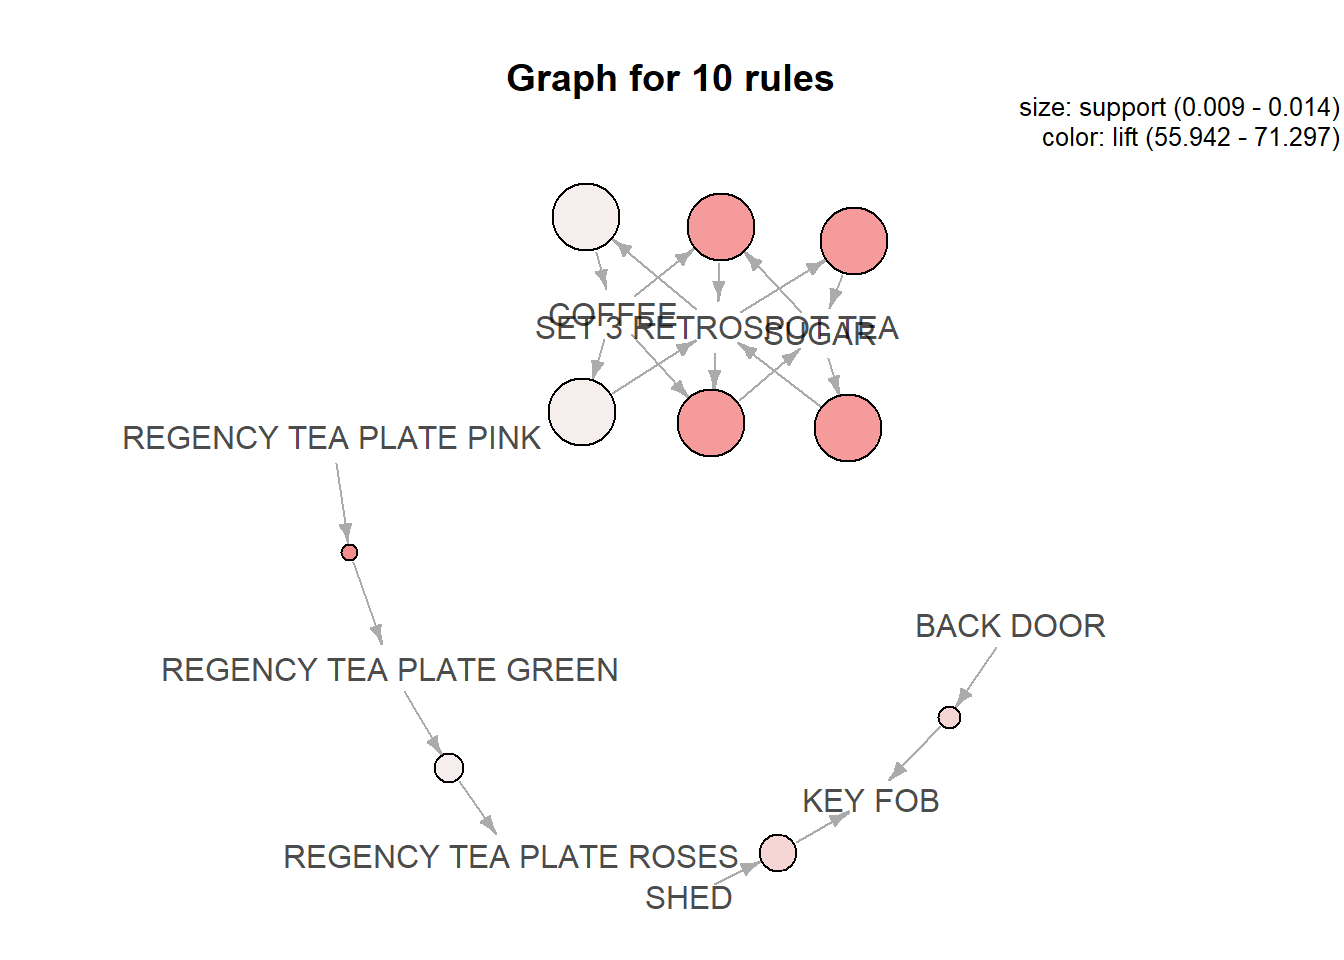 Graph for 10 rules
size: support (0.009 - 0.014)
color: lift (55.942 - 71.297)
COFFEE
SET 3 RETROSPOT TEA
SUGAR
REGENCY TEA PLATE PINK
BACK DOOR
REGENCY TEA PLATE GREEN
KEY FOB
REGENCY TEA PLATE ROSES
SHED